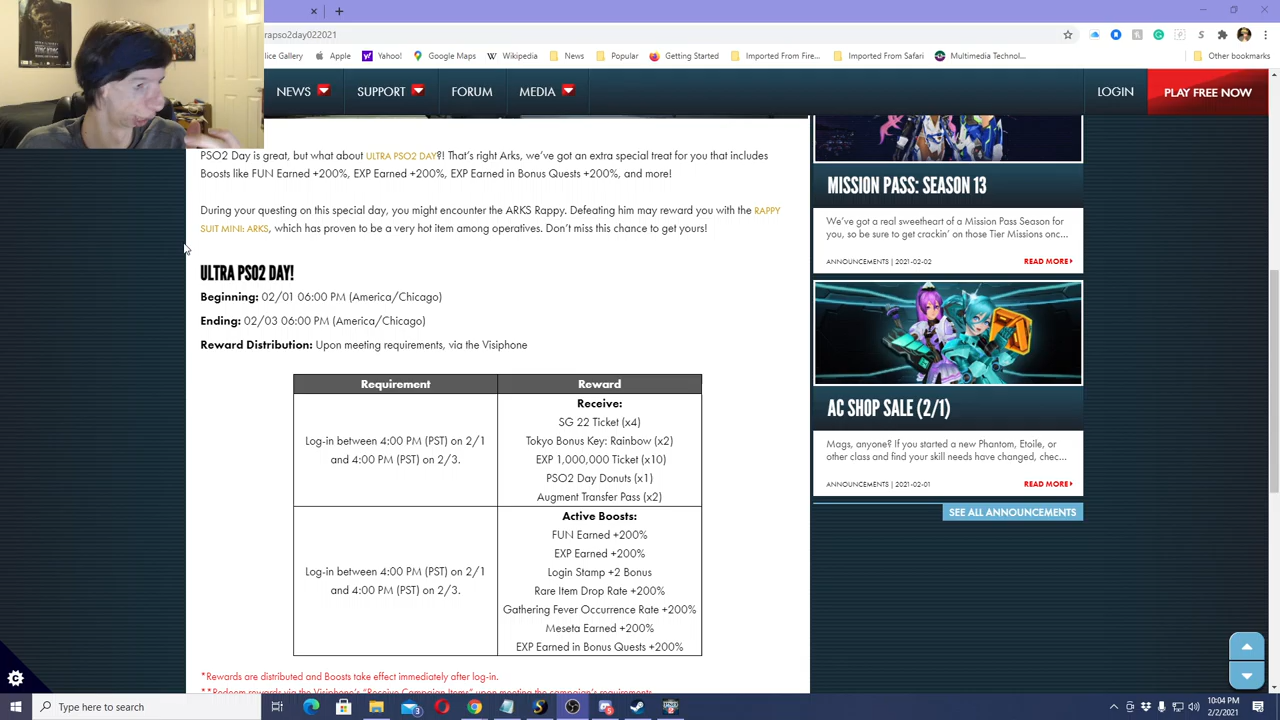 rapso2day022021
lice Gallery
Apple
Yahoo!
Google Maps
Wikipedia
News
Popular
Getting Started
Imported From Fire...
Imported From Safari
Multimedia Technol...
Other bookmarks
NEWS
SUPPORT
FORUM
MEDIA
LOGIN
PLAY FREE NOW
PSO2 Day is great, but what about ULTRA PSO2 DAY?! That's right Arks, we've got an extra special treat for you that includes
Boosts like FUN Earned +200%, EXP Earned +200%, EXP Earned in Bonus Quests +200%, and more!
During your questing on this special day, you might encounter the ARKS Rappy. Defeating him may reward you with the RAPPY
SUIT MINI: ARKS, which has proven to be a very hot item among operatives. Don't miss this chance to get yours!
ULTRA PSO2 DAY!
Beginning: 02/01 06:00 PM (America/Chicago)
Ending: 02/03 06:00 PM (America/Chicago)
Reward Distribution: Upon meeting requirements, via the Visiphone
Requirement
Reward
Log-in between 4:00 PM (PST) on 2/1
and 4:00 PM (PST) on 2/3.
Receive:
SG 22 Ticket (x4)
Tokyo Bonus Key: Rainbow (x2)
EXP 1,000,000 Ticket (x10)
PSO2 Day Donuts (x1)
Augment Transfer Pass (x2)
Log-in between 4:00 PM (PST) on 2/1
and 4:00 PM (PST) on 2/3.
Active Boosts:
FUN Earned +200%
EXP Earned +200%
Login Stamp +2 Bonus
Rare Item Drop Rate +200%
Gathering Fever Occurrence Rate +200%
Meseta Earned +200%
EXP Earned in Bonus Quests +200%
*Rewards are distributed and Boosts take effect immediately after log-in.
**Redeem rewards via the Visiphone's "Receive Campaign Items" upon meeting the campaign's requirements.
MISSION PASS: SEASON 13
We've got a real sweetheart of a Mission Pass Season for
you, so be sure to get crackin' on those Tier Missions onc...
ANNOUNCEMENTS | 2021-02-02
READ MORE
AC SHOP SALE (2/1)
Mags, anyone? If you started a new Phantom, Etoile, or
other class and find your skill needs have changed, chec...
ANNOUNCEMENTS | 2021-02-01
READ MORE
SEE ALL ANNOUNCEMENTS
Type here to search
10:04 PM
2/2/2021